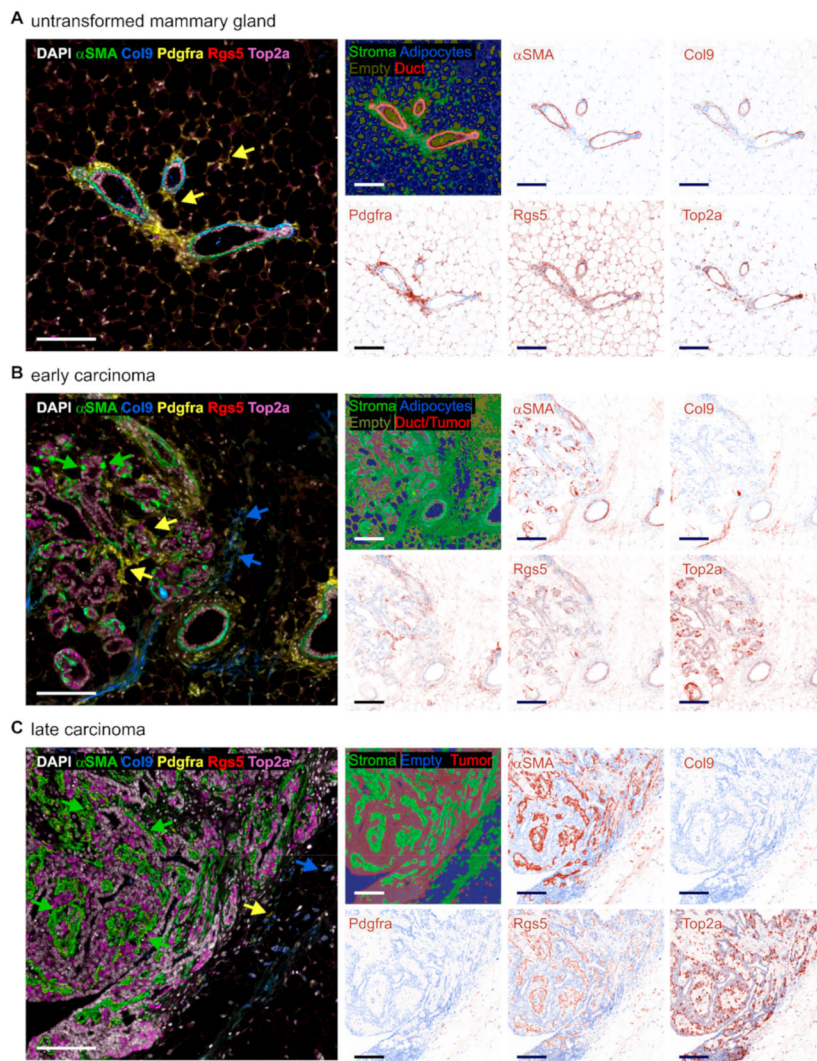 A untransformed mammary gland
DAPI αSMA Col9 Pdgfra Rgs5 Top2a
Stroma Adipocytes
Empty Duct
αSMA
Col9
Pdgfra
Rgs5
Top2a
B early carcinoma
DAPI αSMA Col9 Pdgfra Rgs5 Top2a
Stroma Adipocytes
Empty Duct/Tumor
αSMA
Col9
Rgs5
Top2a
C late carcinoma
DAPI αSMA Col9 Pdgfra Rgs5 Top2a
Stroma Empty Tumor
αSMA
Col9
Pdgfra
Rgs5
Top2a